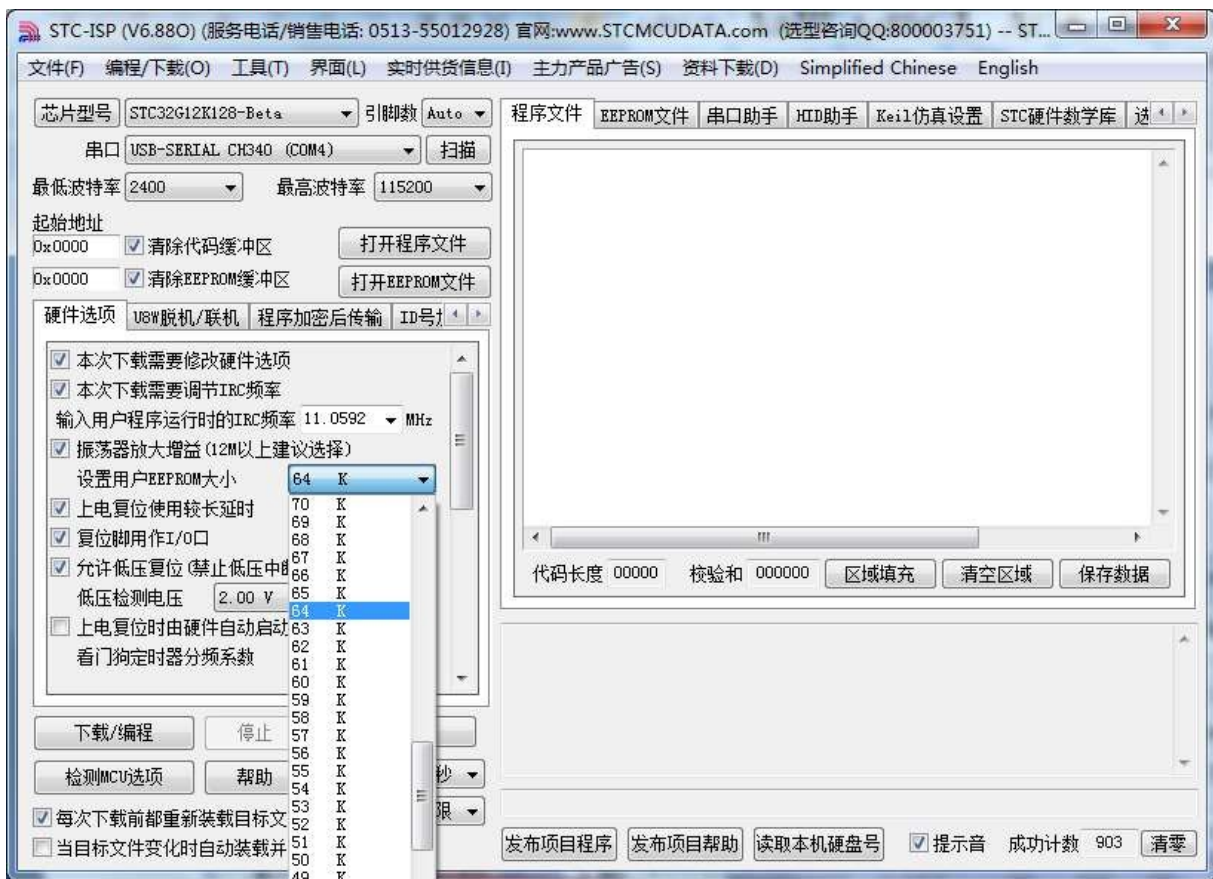 STC-ISP (V6.88O) (服务电话/销售电话: 0513-55012928) 官网:www.STCMCUDATA.com (选型咨询QQ:800003751) -- ST...
文件(F) 编程/下载(O) 工具(T) 界面(L) 实时供货信息(I) 主力产品广告(S) 资料下载(D) Simplified Chinese English
芯片型号 STC32G12K128-Beta 引脚数 Auto
串口 USB-SERIAL CH340 (COM4) 扫描
最低波特率 2400 最高波特率 115200
起始地址
0x0000 清除代码缓冲区 打开程序文件
0x0000 清除EEPROM缓冲区 打开EEPROM文件
硬件选项 U8W脱机/联机 程序加密后传输 ID号
本次下载需要修改硬件选项
本次下载需要调节IRC频率
输入用户程序运行时的IRC频率 11.0592 MHz
振荡器放大增益(12M以上建议选择)
设置用户EEPROM大小 64 K
上电复位使用较长延时
复位脚用作I/O口
允许低压复位(禁止低压中
低压检测电压 2.00 V
上电复位时由硬件自动启动
看门狗定时器分频系数
70 K
69 K
68 K
67 K
66 K
65 K
64 K
63 K
62 K
61 K
60 K
59 K
58 K
57 K
56 K
55 K
54 K
53 K
52 K
51 K
50 K
49 K
下载/编程 停止
检测MCU选项 帮助 秒
每次下载前都重新装载目标文 限
当目标文件变化时自动装载并
程序文件 EEPROM文件 串口助手 HID助手 Keil仿真设置 STC硬件数学库 选
代码长度 00000 校验和 000000 区域填充 清空区域 保存数据
发布项目程序 发布项目帮助 读取本机硬盘号 提示音 成功计数 903 清零